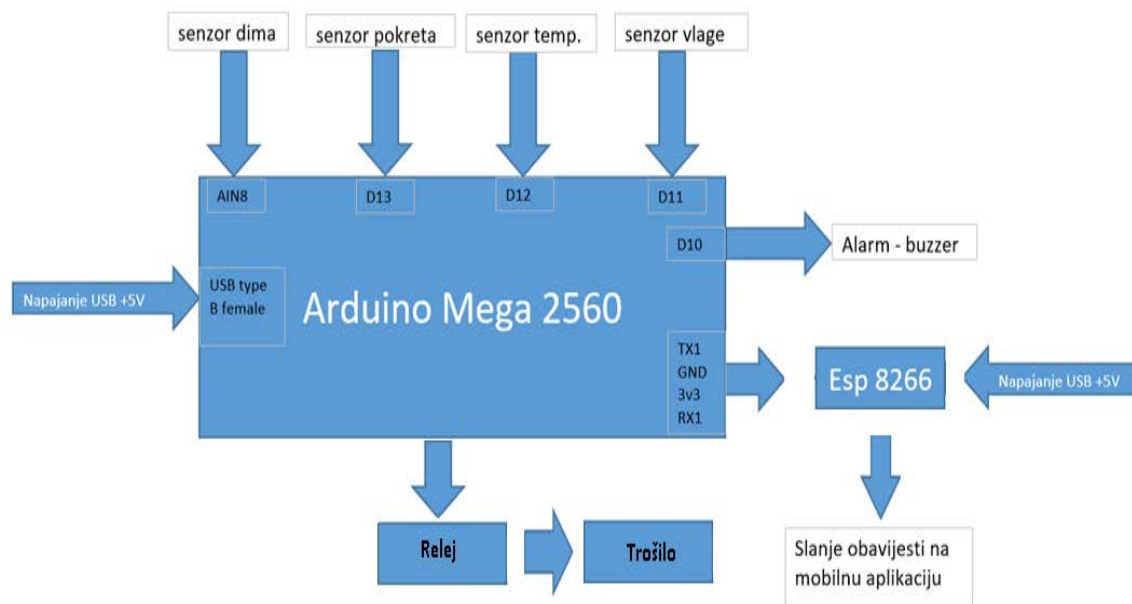 senzor dima
senzor pokreta
senzor temp.
senzor vlage
AIN8
D13
D12
D11
D10
Alarm - buzzer
Napajanje USB +5V
USB type
B female
Arduino Mega 2560
TX1
GND
3v3
RX1
Esp 8266
Napajanje USB +5V
Relej
Trošilo
Slanje obavijesti na
mobilnu aplikaciju